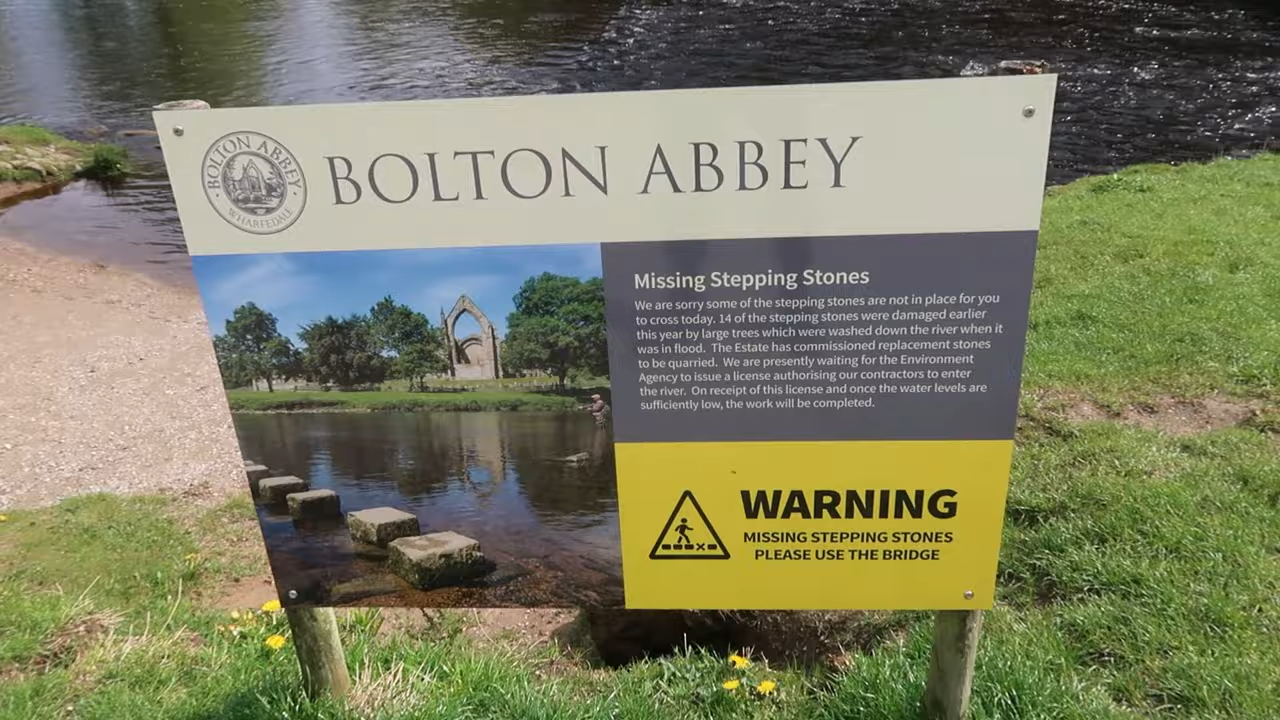 BOLTON ABBEY
WHARFEDALE
BOLTON ABBEY
Missing Stepping Stones
We are sorry some of the stepping stones are not in place for you
to cross today. 14 of the stepping stones were damaged earlier
this year by large trees which were washed down the river when it
was in flood. The Estate has commissioned replacement stones
to be quarried. We are presently waiting for the Environment
Agency to issue a license authorising our contractors to enter
the river. On receipt of this license and once the water levels are
sufficiently low, the work will be completed.
WARNING
MISSING STEPPING STONES
PLEASE USE THE BRIDGE